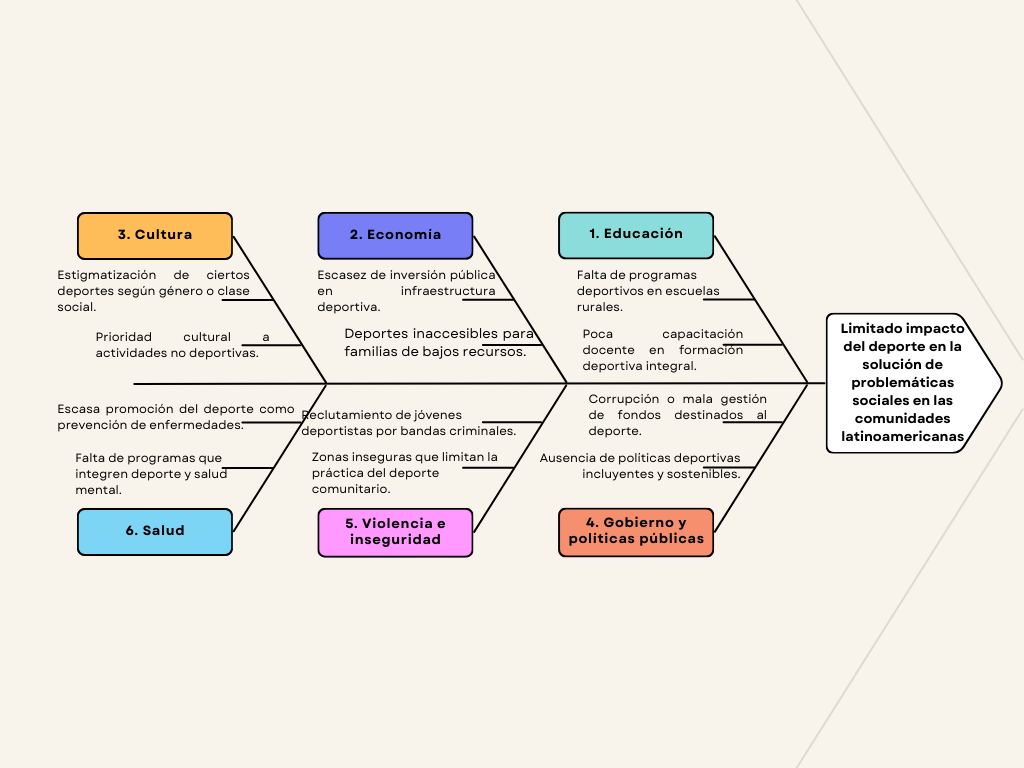 3. Cultura
Estigmatización de ciertos
deportes según género o clase
social.
Prioridad cultural a
actividades no deportivas.
2. Economía
Escasez de inversión pública
en infraestructura
deportiva.
Deportes inaccesibles para
familias de bajos recursos.
1. Educación
Falta de programas
deportivos en escuelas
rurales.
Poca capacitación
docente en formación
deportiva integral.
Limitado impacto
del deporte en la
solución de
problemáticas
sociales en las
comunidades
latinoamericanas
Escasa promoción del deporte como
prevención de enfermedades.
Falta de programas que
integren deporte y salud
mental.
6. Salud
Reclutamiento de jóvenes
deportistas por bandas criminales.
Zonas inseguras que limitan la
práctica del deporte
comunitario.
5. Violencia e
inseguridad
Corrupción o mala gestión
de fondos destinados al
deporte.
Ausencia de políticas deportivas
incluyentes y sostenibles.
4. Gobierno y
políticas públicas